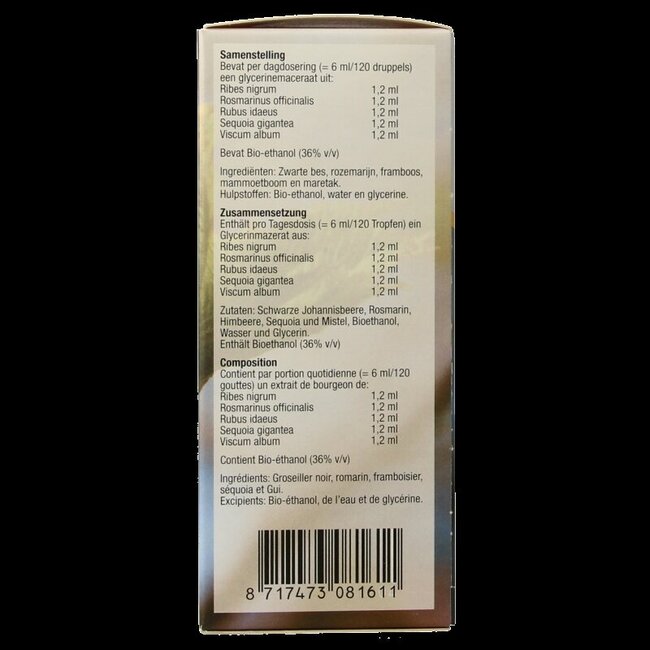 Samenstelling
Bevat per dagdosering (= 6 ml/120 druppels)
een glycerinemaceraat uit:
Ribes nigrum 1,2 ml
Rosmarinus officinalis 1,2 ml
Rubus idaeus 1,2 ml
Sequoia gigantea 1,2 ml
Viscum album 1,2 ml
Bevat Bio-ethanol (36% v/v)
Ingrediënten: Zwarte bes, rozemarijn, framboos,
mammoetboom en maretak.
Hulpstoffen: Bio-ethanol, water en glycerine.
Zusammensetzung
Enthält pro Tagesdosis (= 6 ml/120 Tropfen) ein
Glycerinmazerat aus:
Ribes nigrum 1,2 ml
Rosmarinus officinalis 1,2 ml
Rubus idaeus 1,2 ml
Sequoia gigantea 1,2 ml
Viscum album 1,2 ml
Zutaten: Schwarze Johannisbeere, Rosmarin,
Himbeere, Sequoia und Mistel, Bioethanol,
Wasser und Glycerin.
Enthält Bioethanol (36% v/v)
Composition
Contient par portion quotidienne (= 6 ml/120
gouttes) un extrait de bourgeon de:
Ribes nigrum 1,2 ml
Rosmarinus officinalis 1,2 ml
Rubus idaeus 1,2 ml
Sequoia gigantea 1,2 ml
Viscum album 1,2 ml
Contient Bio-éthanol (36% v/v)
Ingrédients: Groseiller noir, romarin, framboisier,
séquoia et Gui.
Excipients: Bio-éthanol, de l'eau et de glycérine.
8 717473 081611